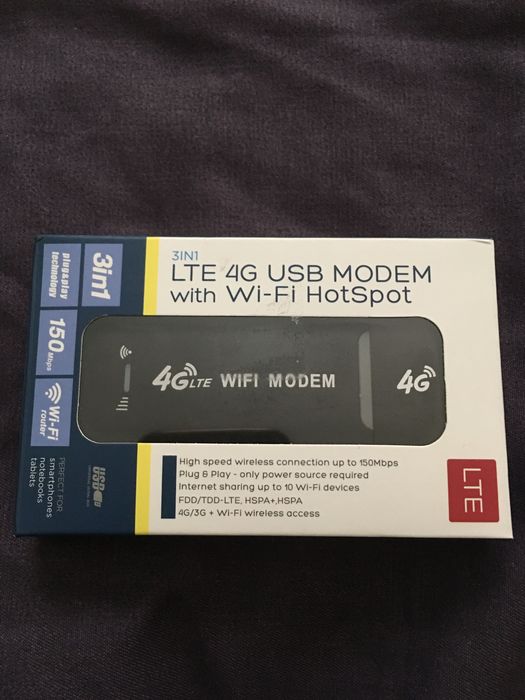 3IN1
LTE 4G USB MODEM
with Wi-Fi HotSpot
4G LTE WIFI MODEM
4G
High speed wireless connection up to 150Mbps
Plug & Play - only power source required
Internet sharing up to 10 Wi-Fi devices
FDD/TDD-LTE, HSPA+,HSPA
4G/3G + Wi-Fi wireless access
LTE
3in1
plug&play
technology
150 Mbps
Wi-Fi
router
USB
PERFECT FOR
smartphones
notebooks
tablets